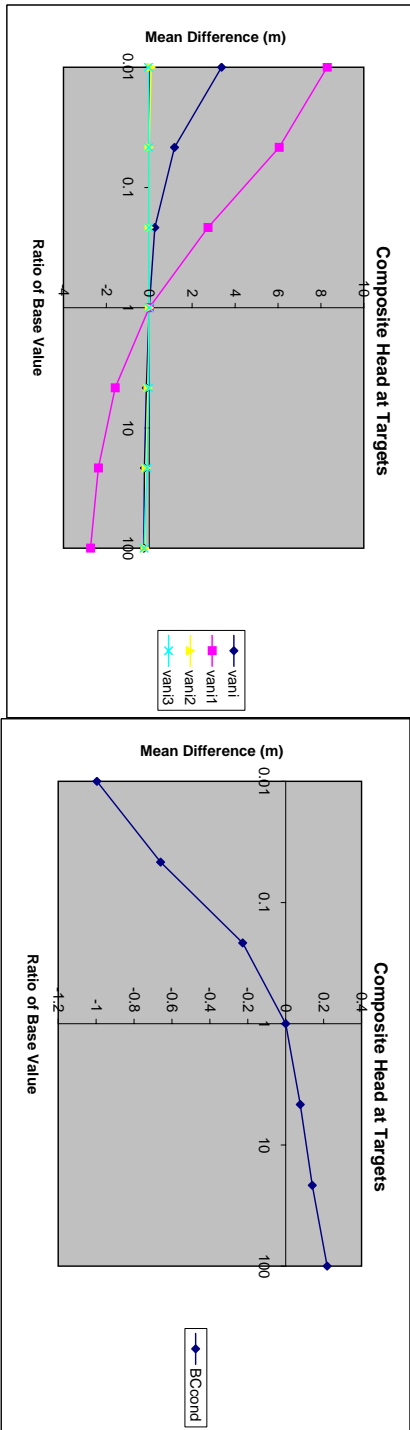 Composite Head at Targets
Mean Difference (m)
10
8
6
4
2
0
-2
-4
0.01
0.1
1
10
100
Ratio of Base Value
vani
vani1
vani2
vani3
Composite Head at Targets
Mean Difference (m)
0.4
0.2
0
-0.2
-0.4
-0.6
-0.8
-1
-1.2
0.01
0.1
1
10
100
Ratio of Base Value
BCcond